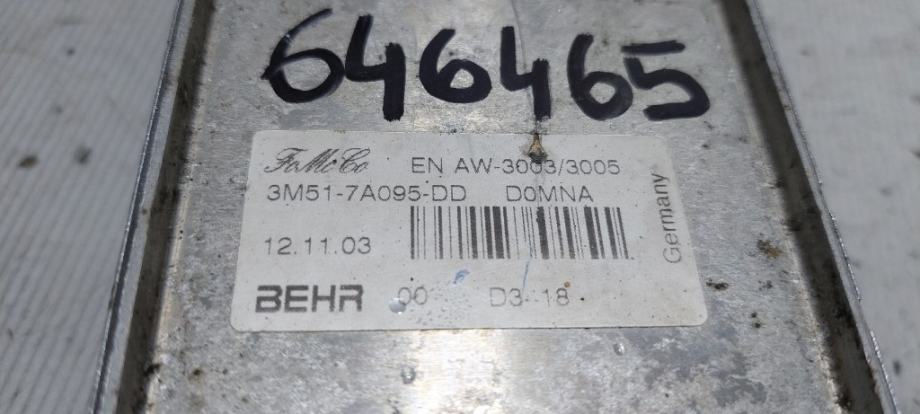 646465
FoMoCo EN AW-3003/3005
3M51-7A095-DD D0MNA
12.11.03
Germany
BEHR 00 D3 18